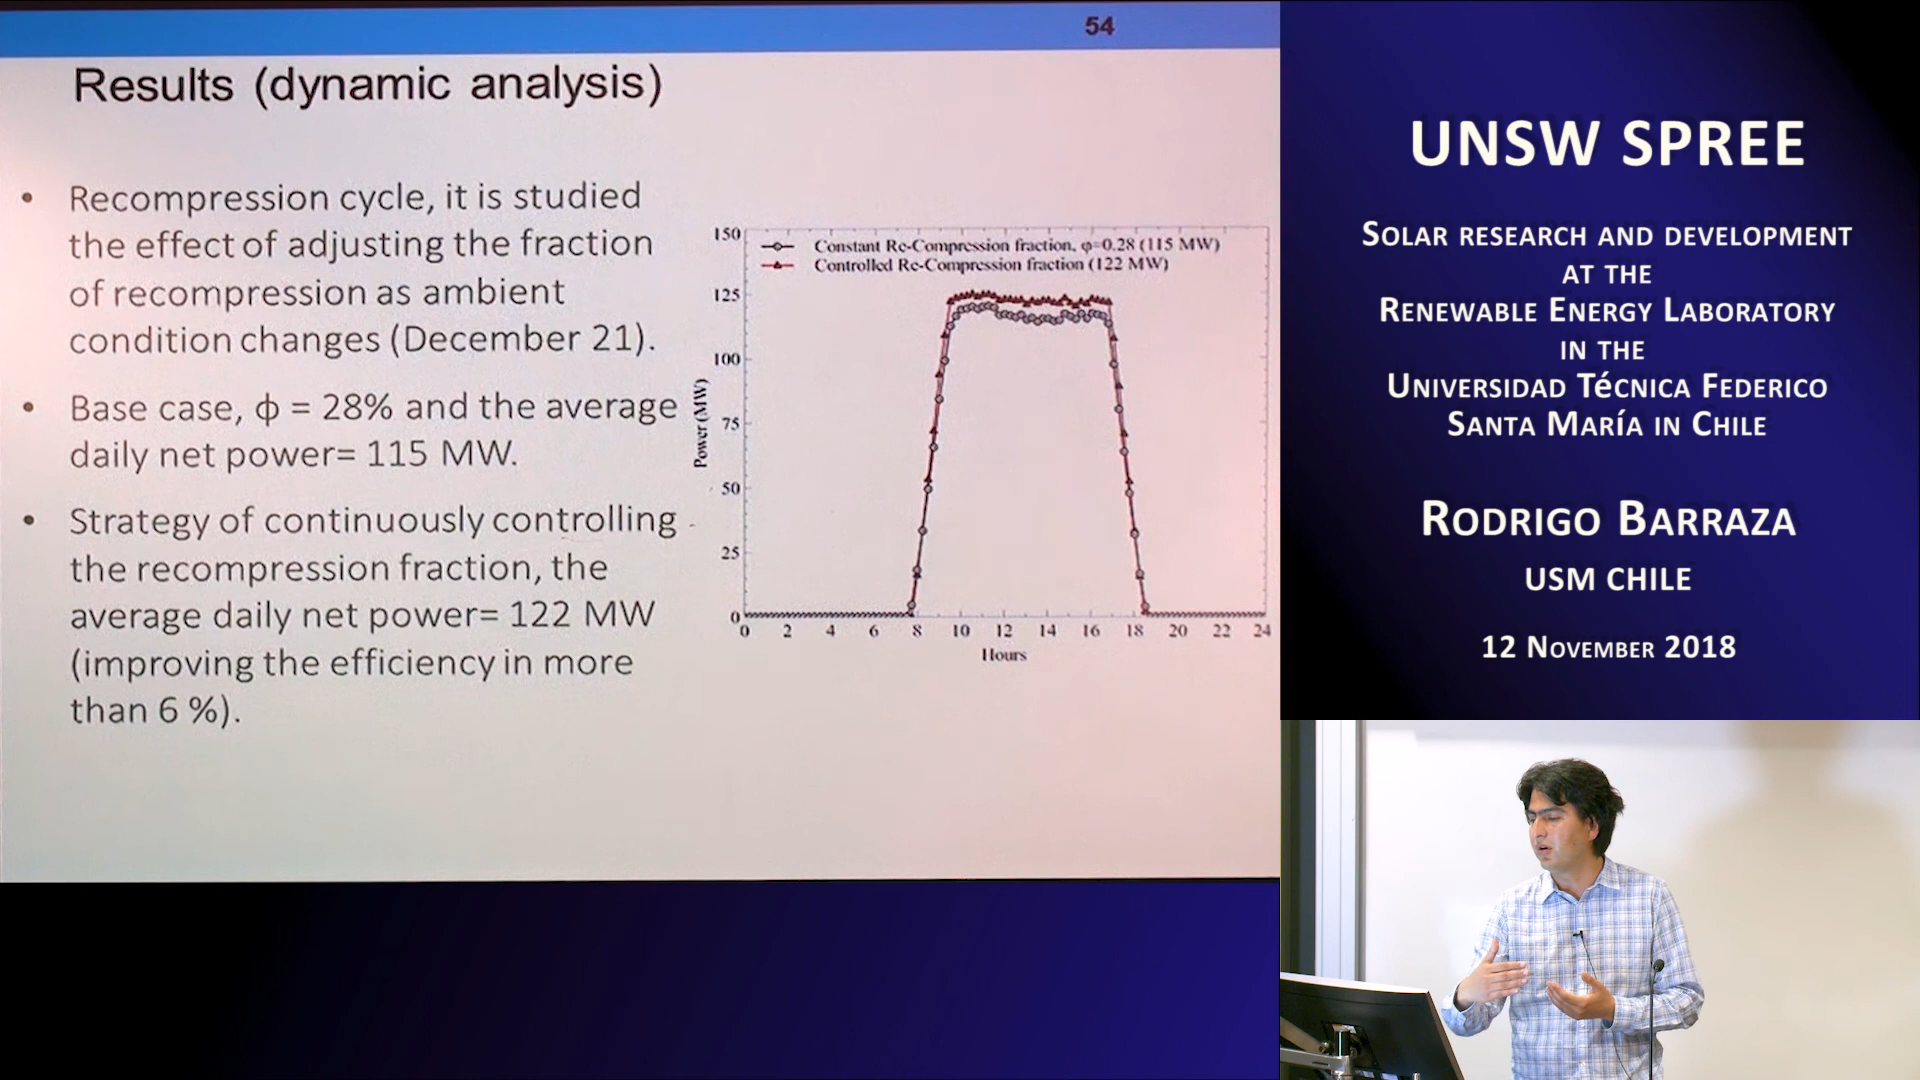 54
Results (dynamic analysis)
• Recompression cycle, it is studied
the effect of adjusting the fraction
of recompression as ambient
condition changes (December 21).
• Base case, ϕ = 28% and the average
daily net power= 115 MW.
• Strategy of continuously controlling
the recompression fraction, the
average daily net power= 122 MW
(improving the efficiency in more
than 6 %).
Constant Re-Compression fraction, φ=0.28 (115 MW)
Controlled Re-Compression fraction (122 MW)
150
125
100
75
50
25
0
Power (MW)
0 2 4 6 8 10 12 14 16 18 20 22 24
Hours
UNSW SPREE
SOLAR RESEARCH AND DEVELOPMENT
AT THE
RENEWABLE ENERGY LABORATORY
IN THE
UNIVERSIDAD TéCNICA FEDERICO
SANTA MARíA IN CHILE
RODRIGO BARRAZA
USM CHILE
12 NOVEMBER 2018